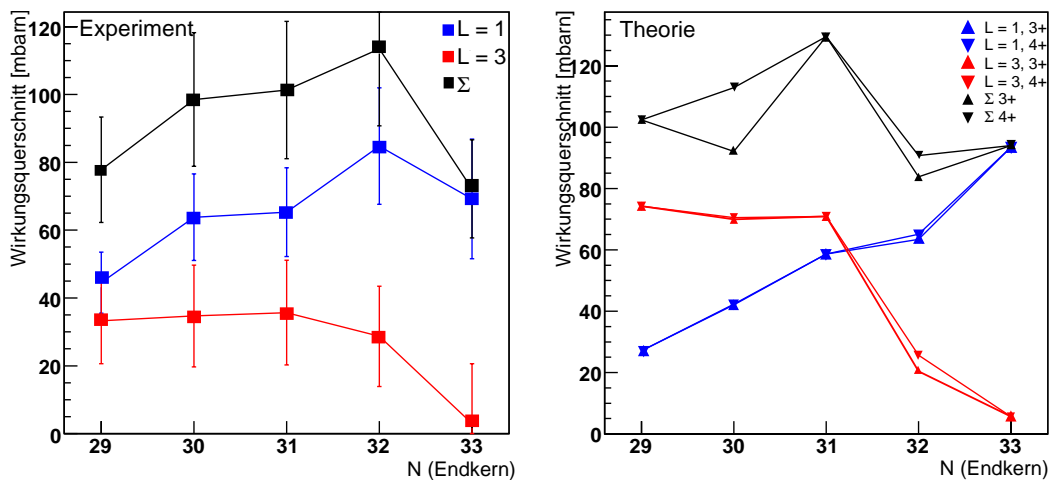 Experiment
L = 1
L = 3
Σ
Wirkungsquerschnitt [mbarn]
120
100
80
60
40
20
0
29 30 31 32 33
N (Endkern)
Theorie
L = 1, 3+
L = 1, 4+
L = 3, 3+
L = 3, 4+
Σ 3+
Σ 4+
Wirkungsquerschnitt [mbarn]
120
100
80
60
40
20
0
29 30 31 32 33
N (Endkern)